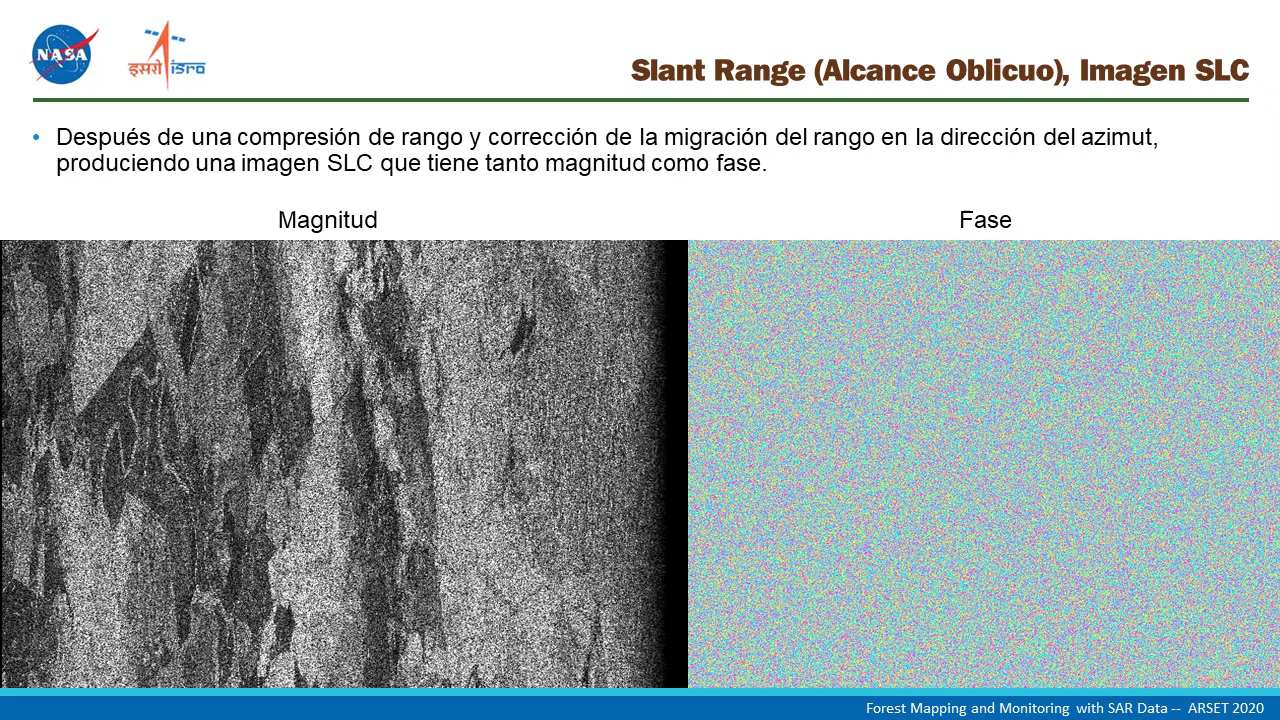 NASA
इसरो isro
Slant Range (Alcance Oblicuo), Imagen SLC
• Después de una compresión de rango y corrección de la migración del rango en la dirección del azimut,
produciendo una imagen SLC que tiene tanto magnitud como fase.
Magnitud
Fase
Forest Mapping and Monitoring with SAR Data -- ARSET 2020